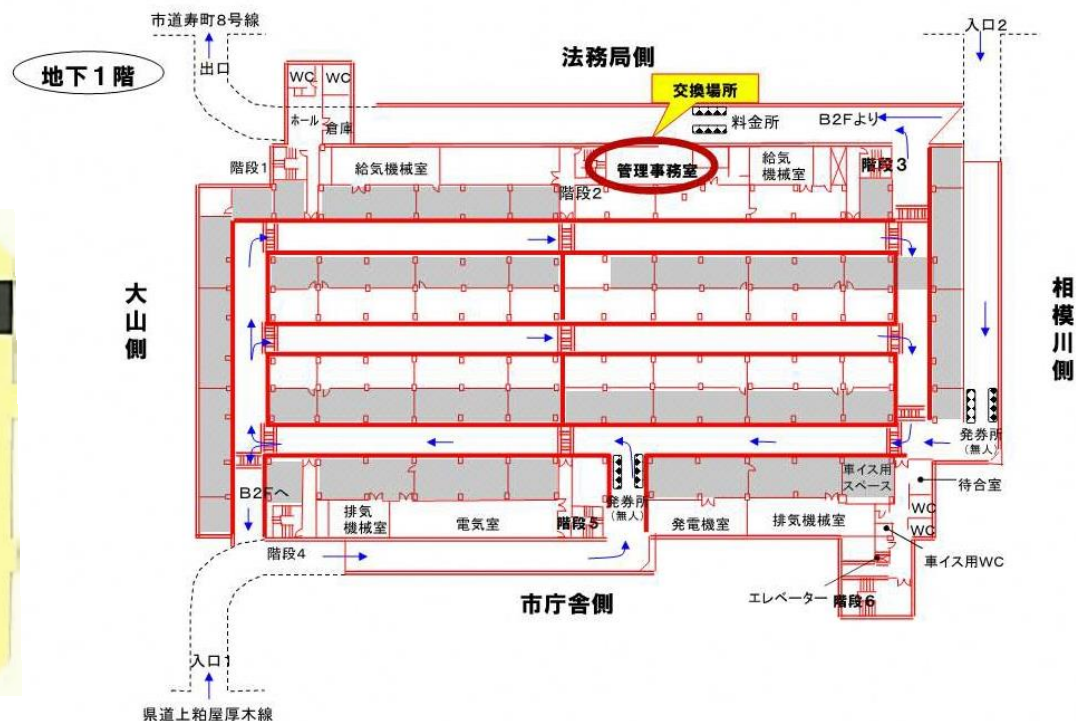 市道寿町8号線
入口2
出口
地下1階
法務局側
WC
WC
交換場所
ホール
倉庫
料金所
B2Fより
階段1
給気機械室
階段2
管理事務室
給気
機械室
階段3
大山側
相模川側
発券所
(無人)
B2Fへ
車イス用
スペース
待合室
発券所
(無人)
排気
機械室
電気室
階段5
発電機室
排気機械室
WC
WC
階段4
車イス用WC
エレベーター
階段6
市庁舎側
入口1
県道上粕屋厚木線